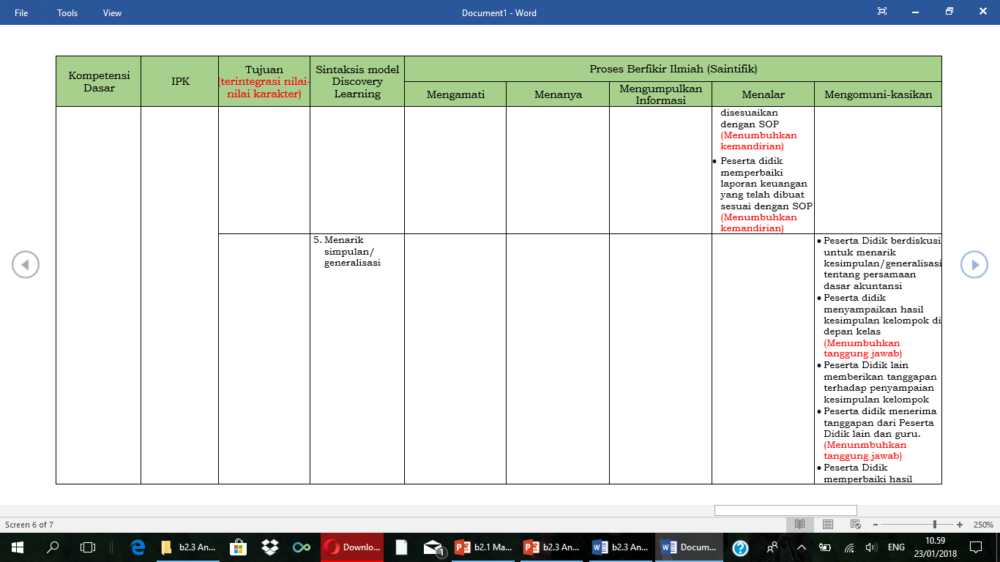 File Tools View Document1 - Word
Kompetensi
Dasar
IPK
Tujuan
(terintegrasi nilai-
nilai karakter)
Sintaksis model
Discovery
Learning
Proses Berfikir Ilmiah (Saintifik)
Mengamati
Menanya
Mengumpulkan
Informasi
Menalar
Mengomuni-kasikan
disesuaikan
dengan SOP
(Menumbuhkan
kemandirian)
• Peserta didik
memperbaiki
laporan keuangan
yang telah dibuat
sesuai dengan SOP
(Menumbuhkan
kemandirian)
5. Menarik
simpulan/
generalisasi
• Peserta Didik berdiskusi
untuk menarik
kesimpulan/generalisasi
tentang persamaan
dasar akuntansi
• Peserta didik
menyampaikan hasil
kesimpulan kelompok di
depan kelas
(Menumbuhkan
tanggung jawab)
• Peserta Didik lain
memberikan tanggapan
terhadap penyampaian
kesimpulan kelompok
• Peserta didik menerima
tanggapan dari Peserta
Didik lain dan guru.
(Menunmbuhkan
tanggung jawab)
• Peserta Didik
memperbaiki hasil
Screen 6 of 7
250%
b2.3 An...
Downlo...
1
b2.1 Ma...
b2.3 An...
b2.3 An...
Docum...
ENG
10.59
23/01/2018